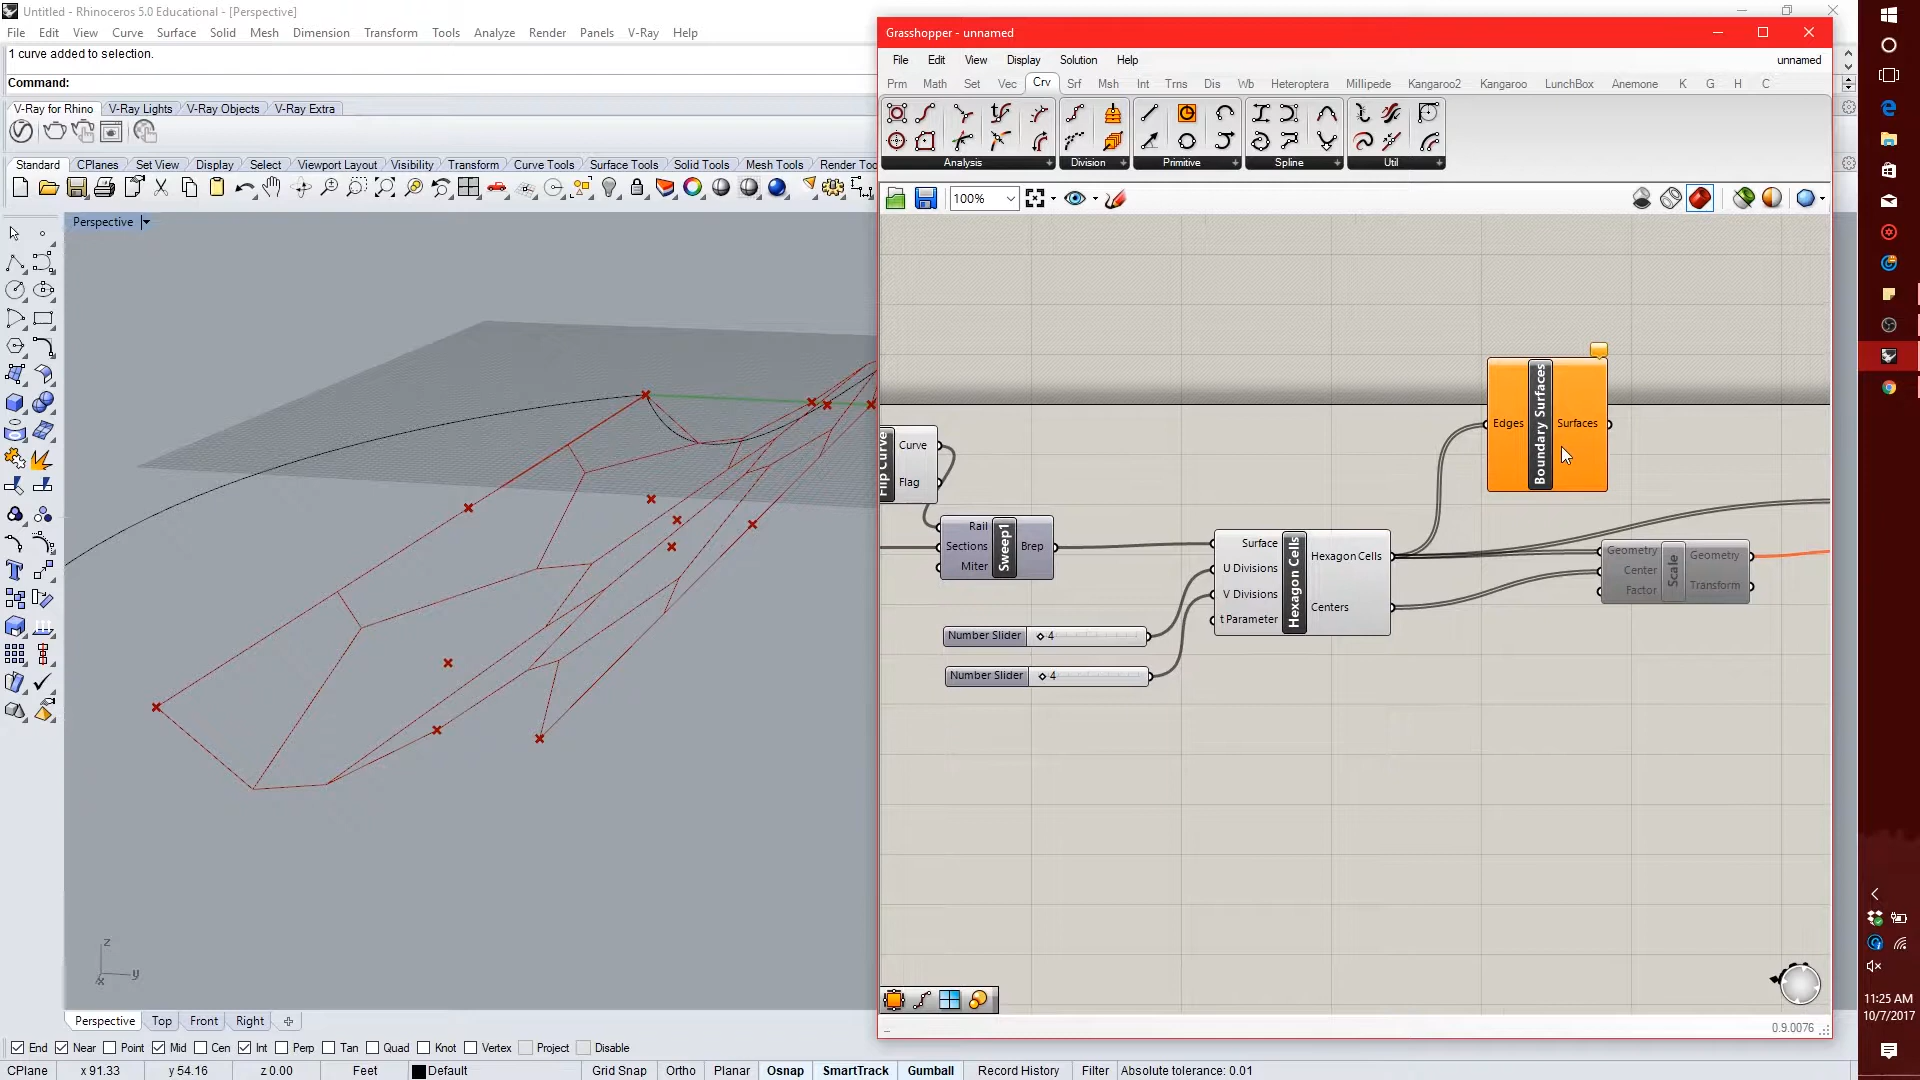 Untitled - Rhinoceros 5.0 Educational - [Perspective]
File Edit View Curve Surface Solid Mesh Dimension Transform Tools Analyze Render Panels V-Ray Help
1 curve added to selection.
Command:
V-Ray for Rhino V-Ray Lights V-Ray Objects V-Ray Extra
Standard CPlanes Set View Display Select Viewport Layout Visibility Transform Curve Tools Surface Tools Solid Tools Mesh Tools Render Too
Perspective
z
y
x
Perspective Top Front Right
End Near Point Mid Cen Int Perp Tan Quad Knot Vertex Project Disable
CPlane x 91.33 y 54.16 z 0.00 Feet Default Grid Snap Ortho Planar Osnap SmartTrack Gumball Record History Filter Absolute tolerance: 0.01
Grasshopper - unnamed
File Edit View Display Solution Help unnamed
Prm Math Set Vec Crv Srf Msh Int Trns Dis Wb Heteroptera Millipede Kangaroo2 Kangaroo LunchBox Anemone K G H C
Analysis Division Primitive Spline Util
100%
Flip Curve
Curve
Flag
Rail
Sections
Miter
Sweep1
Brep
Number Slider 4
Number Slider 4
Surface
U Divisions
V Divisions
t Parameter
Hexagon Cells
Hexagon Cells
Centers
Edges
Boundary Surfaces
Surfaces
Geometry
Center
Factor
Scale
Geometry
Transform
0.9.0076
11:25 AM
10/7/2017